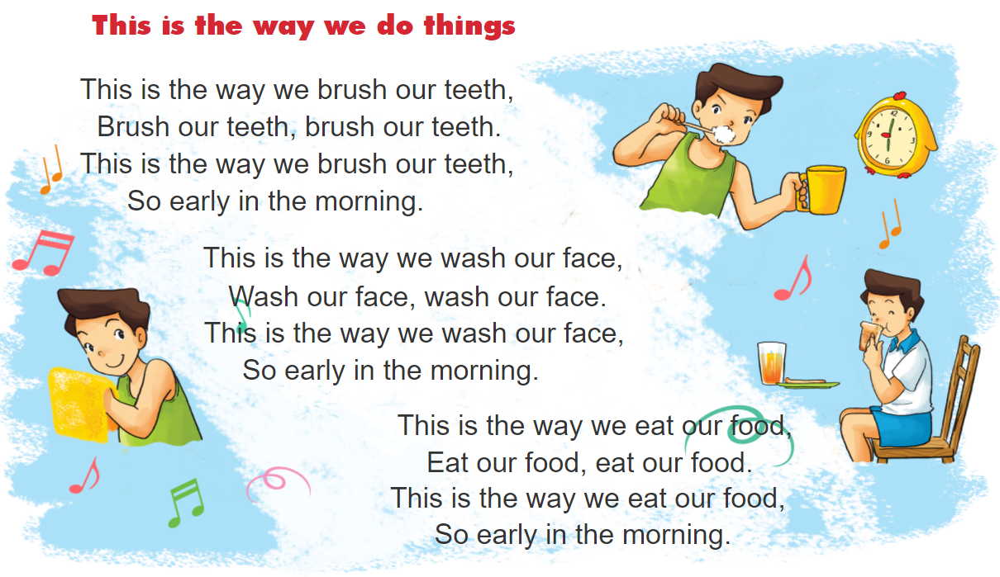 This is the way we do things
This is the way we brush our teeth,
Brush our teeth, brush our teeth.
This is the way we brush our teeth,
So early in the morning.
This is the way we wash our face,
Wash our face, wash our face.
This is the way we wash our face,
So early in the morning.
This is the way we eat our food,
Eat our food, eat our food.
This is the way we eat our food,
So early in the morning.
12
9
3
6